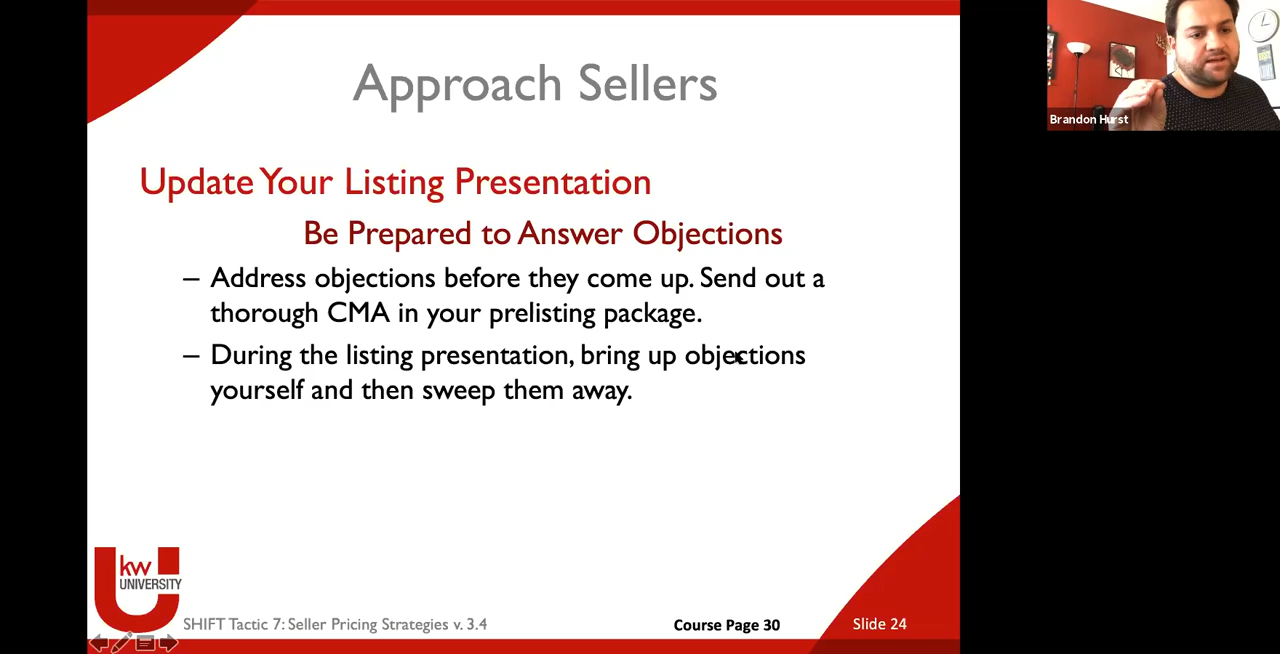 Approach Sellers
Update Your Listing Presentation
Be Prepared to Answer Objections
– Address objections before they come up. Send out a
thorough CMA in your prelisting package.
– During the listing presentation, bring up objections
yourself and then sweep them away.
kw
UNIVERSITY
SHIFT Tactic 7: Seller Pricing Strategies v. 3.4
Course Page 30
Slide 24
Brandon Hurst